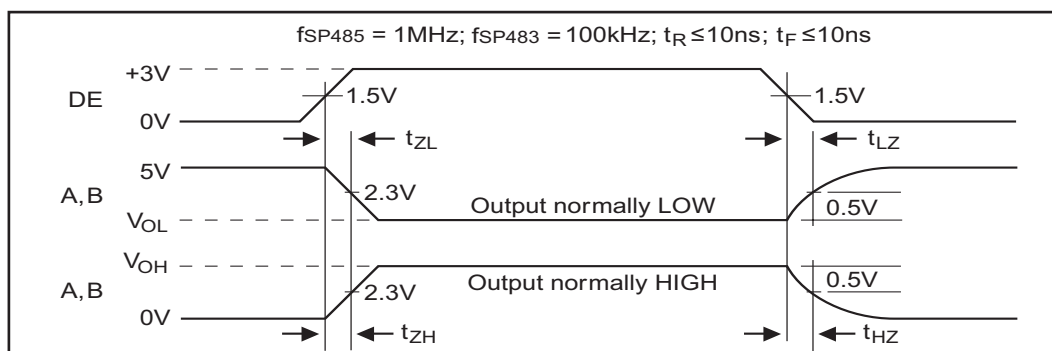 fSP485 = 1MHz; fSP483 = 100kHz; tR ≤10ns; tF ≤10ns
+3V
DE
1.5V
1.5V
0V
tZL
tLZ
5V
A,B
2.3V
Output normally LOW
0.5V
VOL
VOH
A,B
2.3V
Output normally HIGH
0.5V
0V
tZH
tHZ